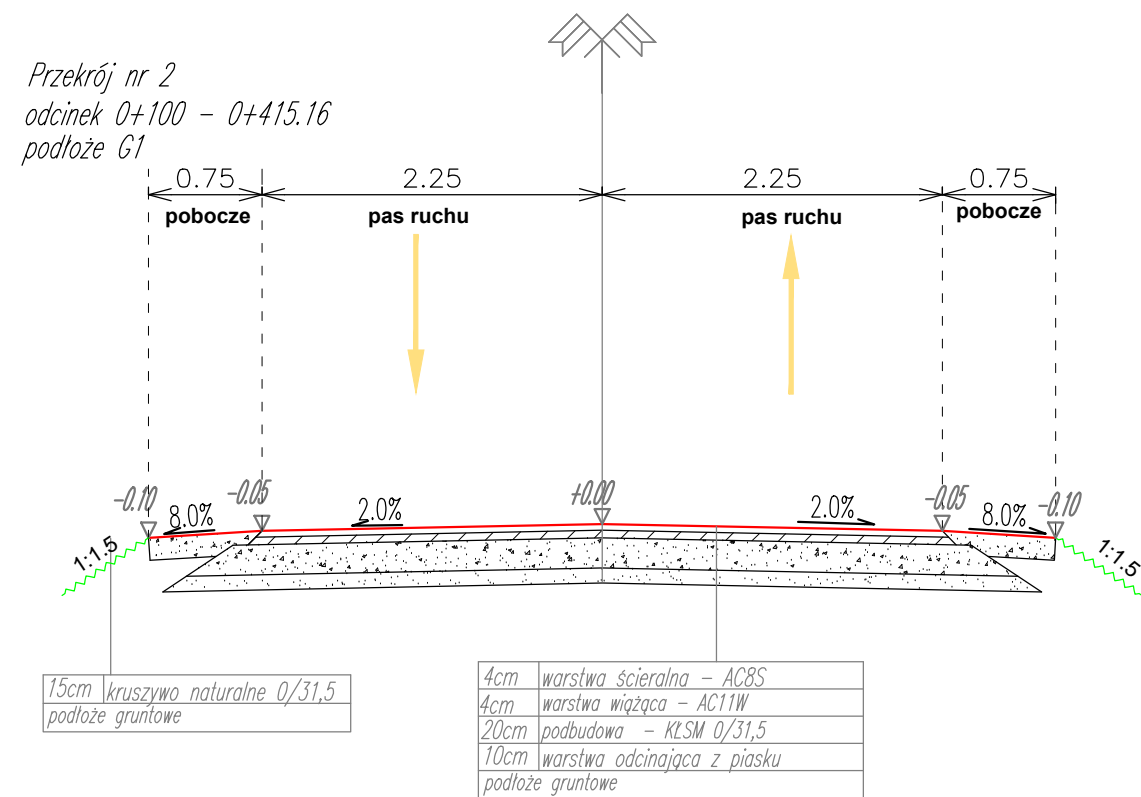 Przekrój nr 2
odcinek 0+100 – 0+415.16
podłoże G1
0.75 2.25 2.25 0.75
pobocze pas ruchu pas ruchu pobocze
-0.10 -0.05 +0.00 -0.05 -0.10
8.0% 2.0% 2.0% 8.0%
1:1.5 1:1.5
15cm kruszywo naturalne 0/31,5
podłoże gruntowe
4cm warstwa ścieralna – AC8S
4cm warstwa wiążąca – AC11W
20cm podbudowa – KŁSM 0/31,5
10cm warstwa odcinająca z piasku
podłoże gruntowe